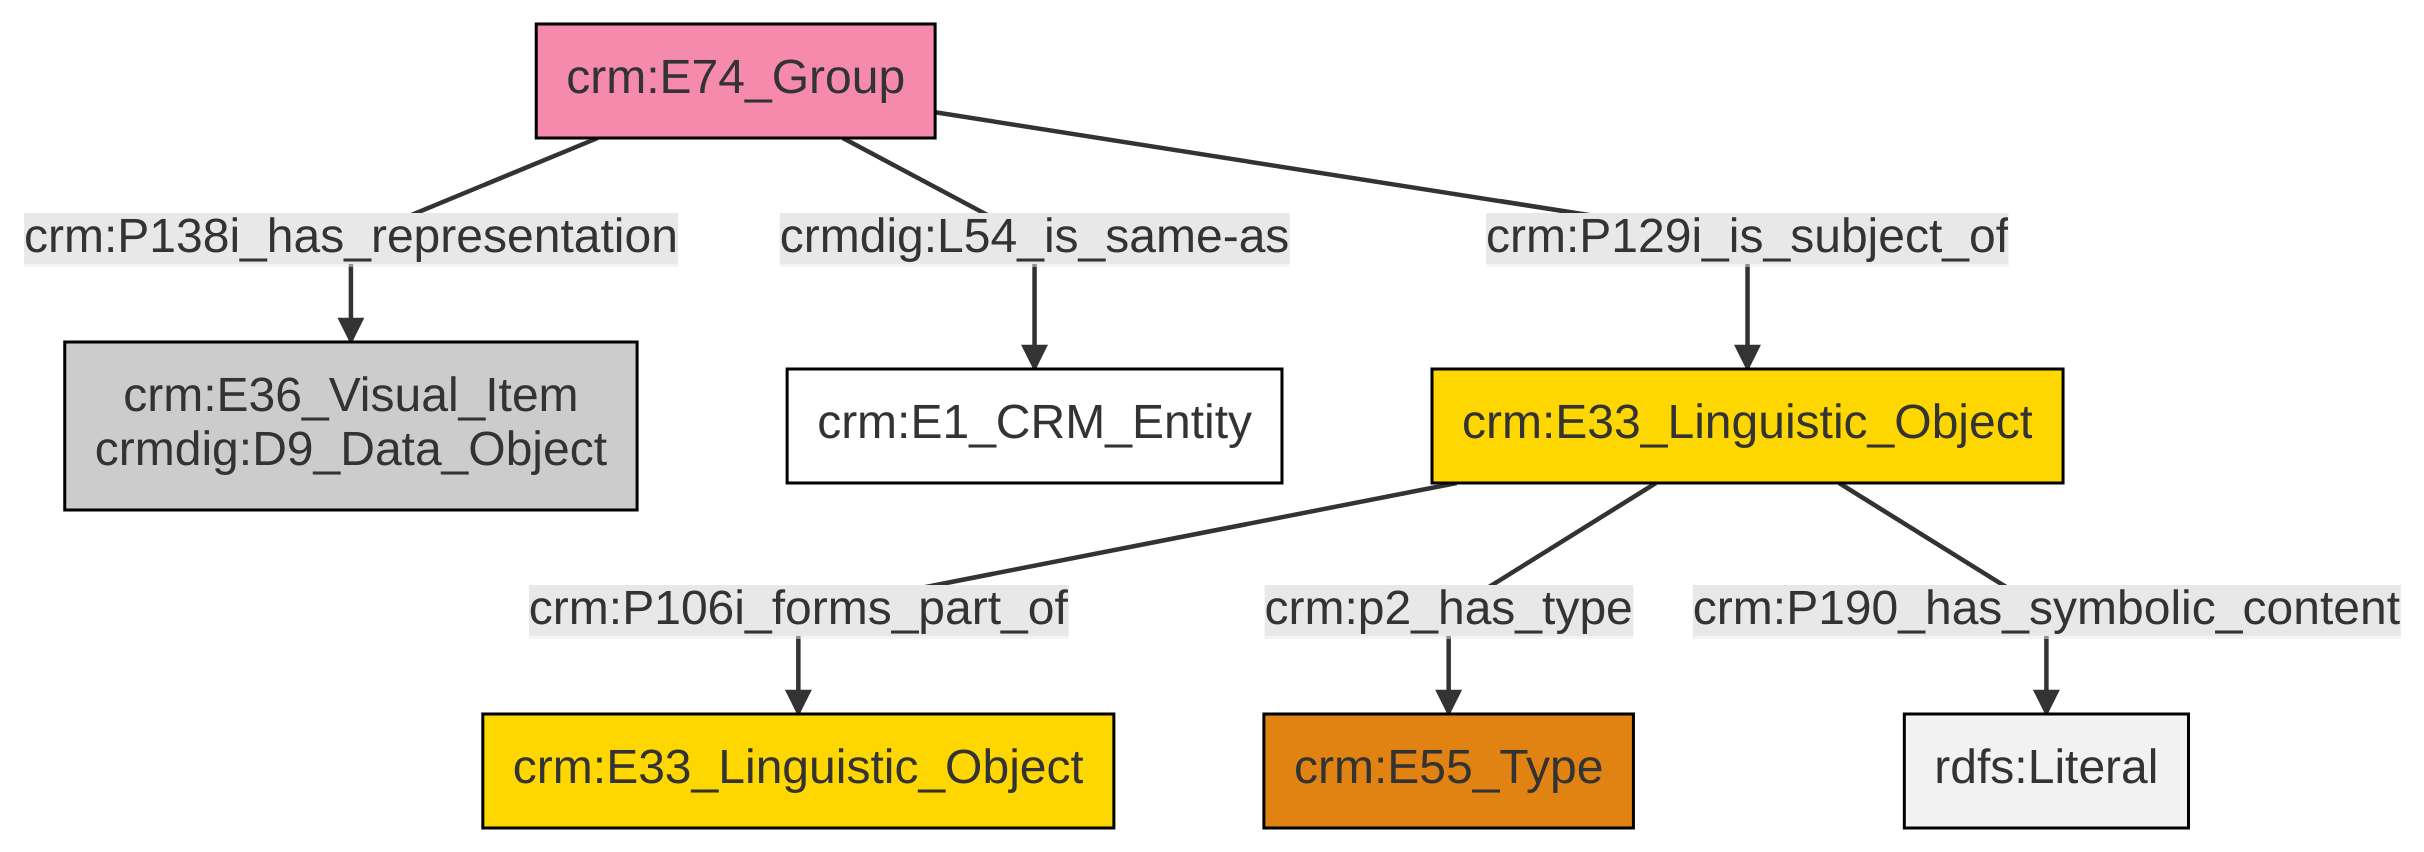 crm:E74_Group
crm:P138i_has_representation
crmdig:L54_is_same-as
crm:P129i_is_subject_of
crm:E36_Visual_Item
crmdig:D9_Data_Object
crm:E1_CRM_Entity
crm:E33_Linguistic_Object
crm:P106i_forms_part_of
crm:p2_has_type
crm:P190_has_symbolic_content
crm:E33_Linguistic_Object
crm:E55_Type
rdfs:Literal